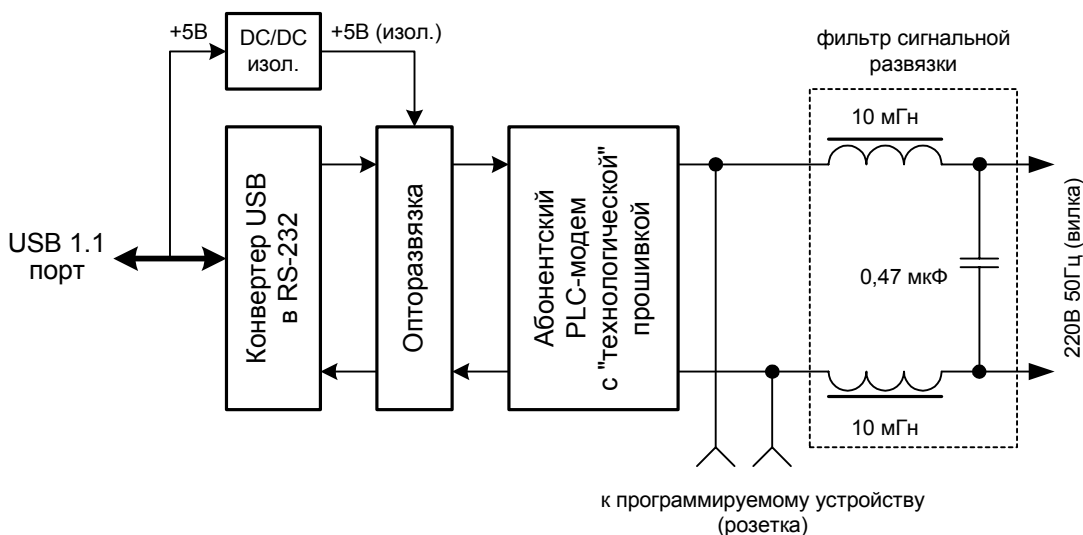 +5В
DC/DC
изол.
+5В (изол.)
фильтр сигнальной
развязки
10 мГн
USB 1.1
порт
Конвертер USB
в RS-232
Опторазвязка
Абонентский
PLC-модем
с "технологической"
прошивкой
0,47 мкФ
220В 50Гц (вилка)
10 мГн
к программируемому устройству
(розетка)